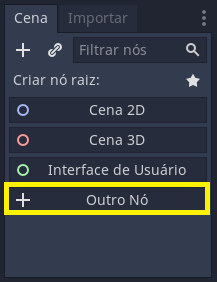 Cena Importar
Filtrar nós
Criar nó raiz:
Cena 2D
Cena 3D
Interface de Usuário
Outro Nó